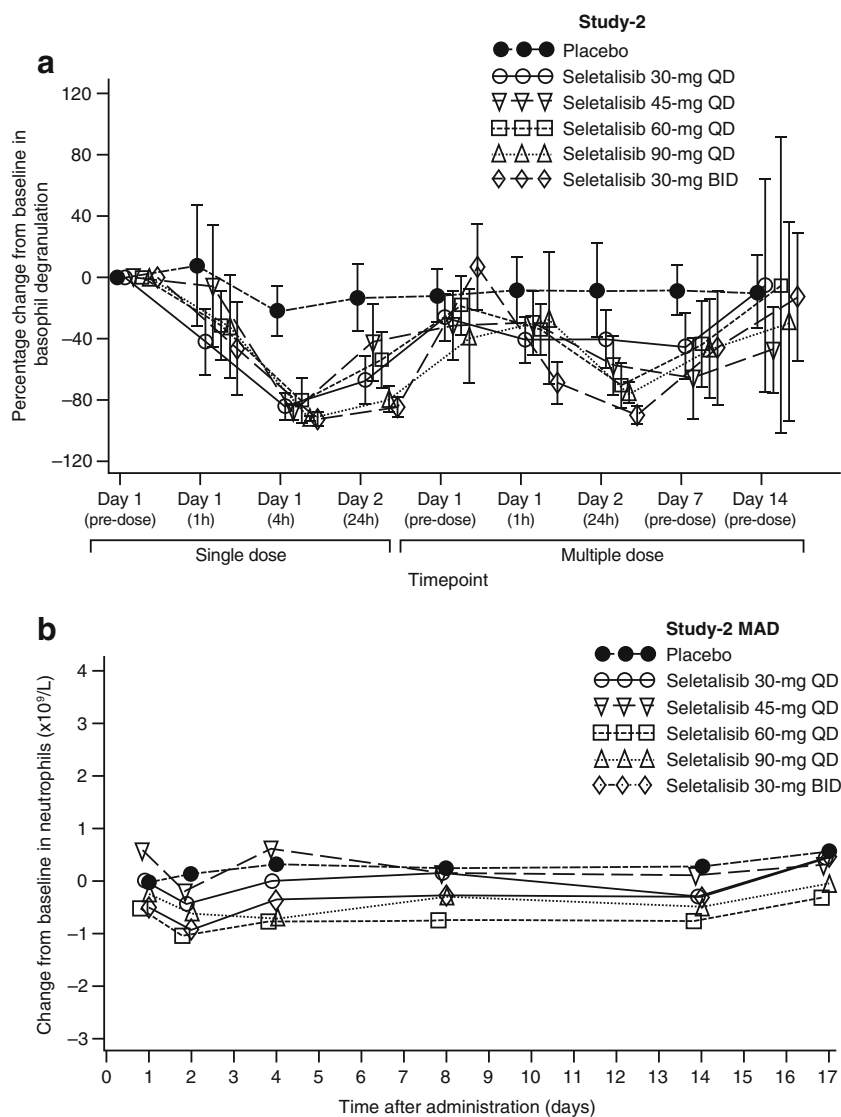 Study-2
Placebo
Seletalisib 30-mg QD
Seletalisib 45-mg QD
Seletalisib 60-mg QD
Seletalisib 90-mg QD
Seletalisib 30-mg BID
a
Percentage change from baseline in
basophil degranulation
120
80
40
0
−40
−80
−120
Day 1 Day 1 Day 1 Day 2 Day 1 Day 1 Day 2 Day 7 Day 14
(pre-dose) (1h) (4h) (24h) (pre-dose) (1h) (24h) (pre-dose) (pre-dose)
Single dose Multiple dose
Timepoint
b
Study-2 MAD
Placebo
Seletalisib 30-mg QD
Seletalisib 45-mg QD
Seletalisib 60-mg QD
Seletalisib 90-mg QD
Seletalisib 30-mg BID
Change from baseline in neutrophils (x10⁹/L)
4
3
2
1
0
−1
−2
−3
0 1 2 3 4 5 6 7 8 9 10 11 12 13 14 15 16 17
Time after administration (days)